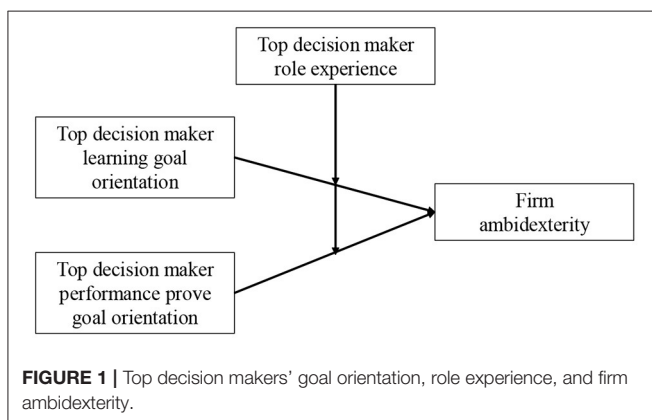 Top decision maker
role experience
Top decision maker
learning goal
orientation
Firm
ambidexterity
Top decision maker
performance prove
goal orientation
FIGURE 1 | Top decision makers' goal orientation, role experience, and firm
ambidexterity.